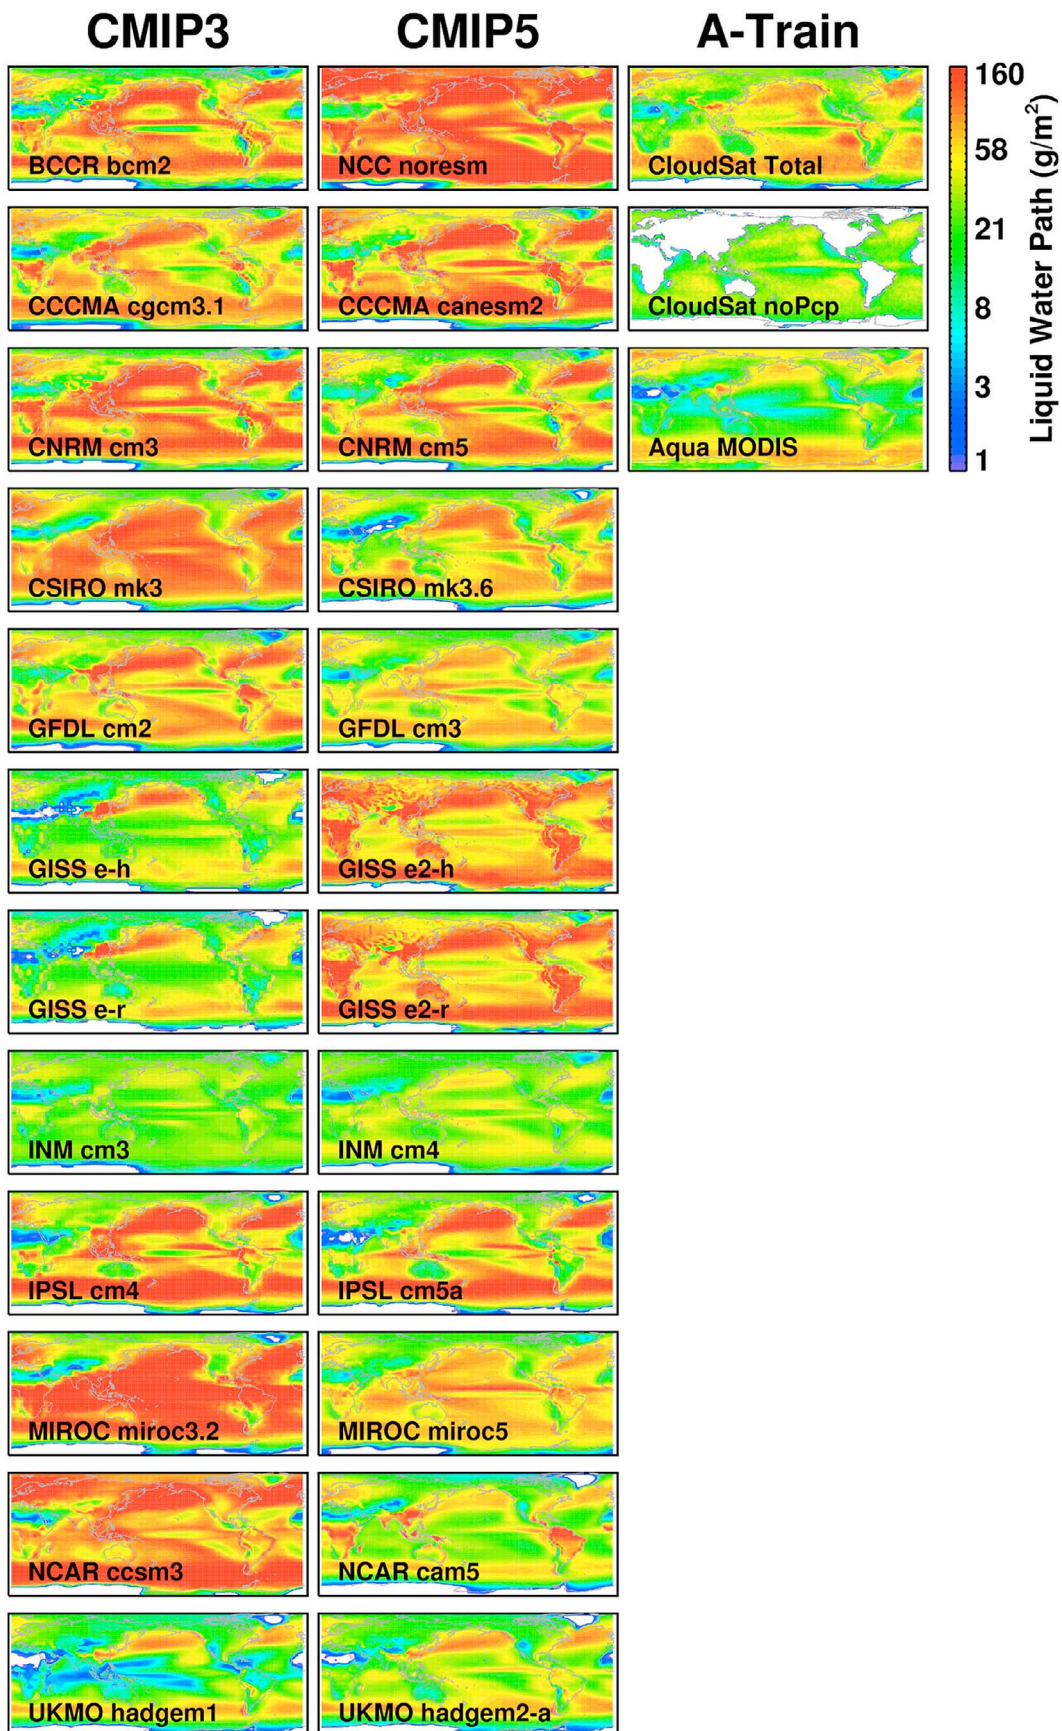 CMIP3 CMIP5 A-Train
BCCR bcm2 NCC noresm CloudSat Total
CCCMA cgcm3.1 CCCMA canesm2 CloudSat noPcp
CNRM cm3 CNRM cm5 Aqua MODIS
160
58
21
8
3
1
Liquid Water Path (g/m²)
CSIRO mk3 CSIRO mk3.6
GFDL cm2 GFDL cm3
GISS e-h GISS e2-h
GISS e-r GISS e2-r
INM cm3 INM cm4
IPSL cm4 IPSL cm5a
MIROC miroc3.2 MIROC miroc5
NCAR ccsm3 NCAR cam5
UKMO hadgem1 UKMO hadgem2-a